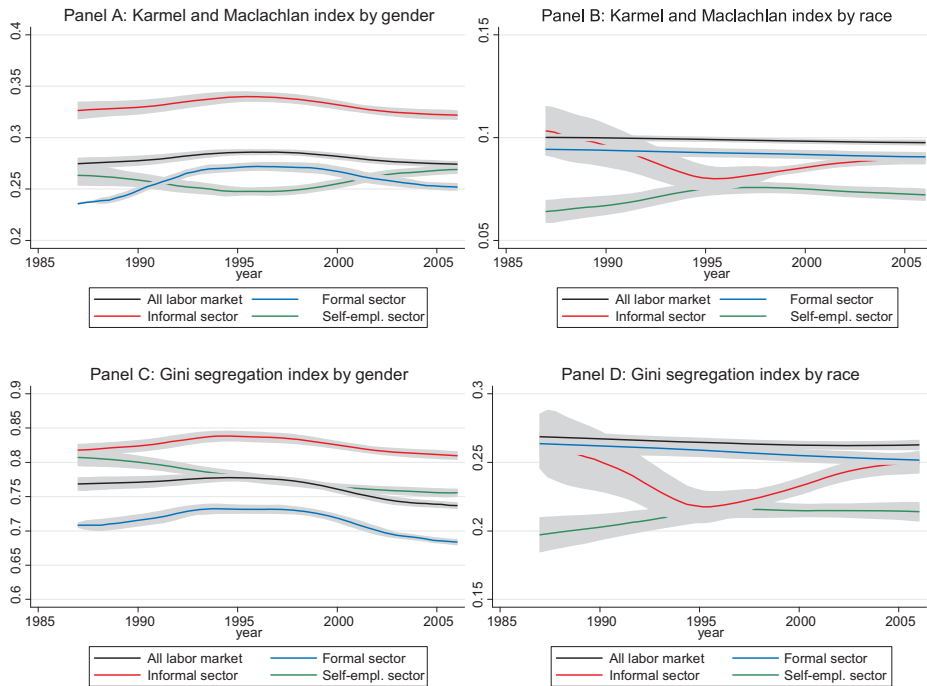 Panel A: Karmel and Maclachlan index by gender
0.4
0.35
0.3
0.25
0.2
1985 1990 1995 2000 2005
year
All labor market Formal sector
Informal sector Self-empl. sector
Panel B: Karmel and Maclachlan index by race
0.15
0.1
0.05
1985 1990 1995 2000 2005
year
All labor market Formal sector
Informal sector Self-empl. sector
Panel C: Gini segregation index by gender
0.9
0.85
0.8
0.75
0.7
0.65
0.6
1985 1990 1995 2000 2005
year
All labor market Formal sector
Informal sector Self-empl. sector
Panel D: Gini segregation index by race
0.3
0.25
0.2
0.15
1985 1990 1995 2000 2005
year
All labor market Formal sector
Informal sector Self-empl. sector